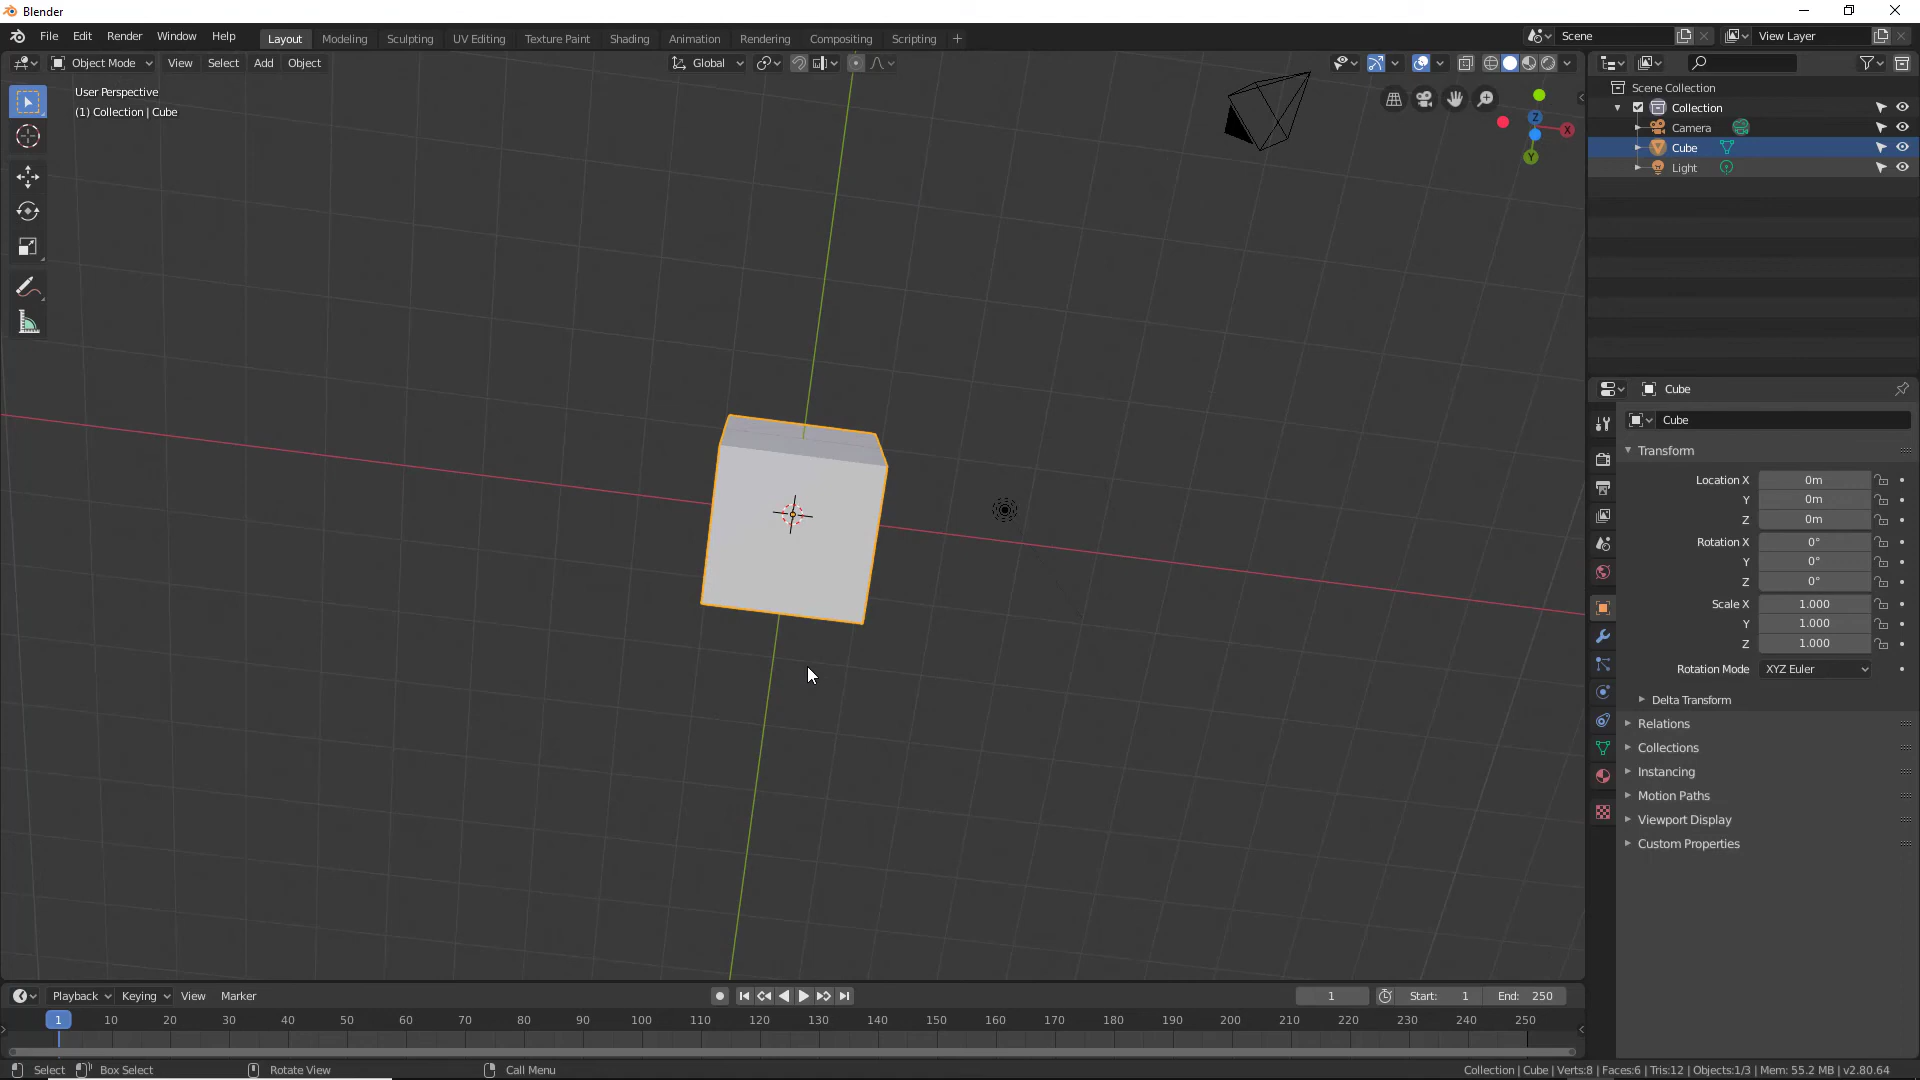 Blender
File Edit Render Window Help Layout Modeling Sculpting UV Editing Texture Paint Shading Animation Rendering Compositing Scripting + Scene View Layer
Object Mode View Select Add Object Global
User Perspective
(1) Collection | Cube
X
Y
Z
Scene Collection
Collection
Camera
Cube
Light
Cube
Cube
Transform
Location X 0m
Y 0m
Z 0m
Rotation X 0°
Y 0°
Z 0°
Scale X 1.000
Y 1.000
Z 1.000
Rotation Mode XYZ Euler
Delta Transform
Relations
Collections
Instancing
Motion Paths
Viewport Display
Custom Properties
Playback Keying View Marker 1 Start: 1 End: 250
1 10 20 30 40 50 60 70 80 90 100 110 120 130 140 150 160 170 180 190 200 210 220 230 240 250
Select Box Select Rotate View Call Menu Collection | Cube | Verts:8 | Faces:6 | Tris:12 | Objects:1/3 | Mem: 55.2 MB | v2.80.64